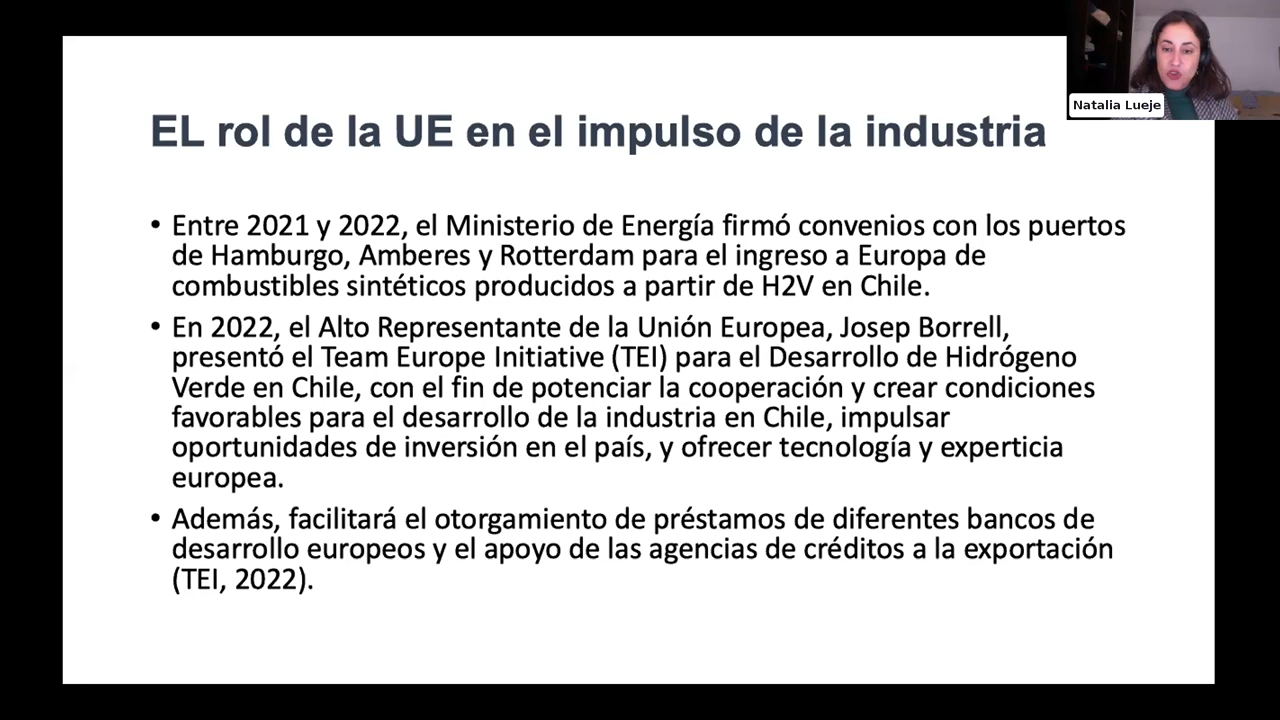 Natalia Lueje
EL rol de la UE en el impulso de la industria
• Entre 2021 y 2022, el Ministerio de Energía firmó convenios con los puertos
de Hamburgo, Amberes y Rotterdam para el ingreso a Europa de
combustibles sintéticos producidos a partir de H2V en Chile.
• En 2022, el Alto Representante de la Unión Europea, Josep Borrell,
presentó el Team Europe Initiative (TEI) para el Desarrollo de Hidrógeno
Verde en Chile, con el fin de potenciar la cooperación y crear condiciones
favorables para el desarrollo de la industria en Chile, impulsar
oportunidades de inversión en el país, y ofrecer tecnología y experticia
europea.
• Además, facilitará el otorgamiento de préstamos de diferentes bancos de
desarrollo europeos y el apoyo de las agencias de créditos a la exportación
(TEI, 2022).